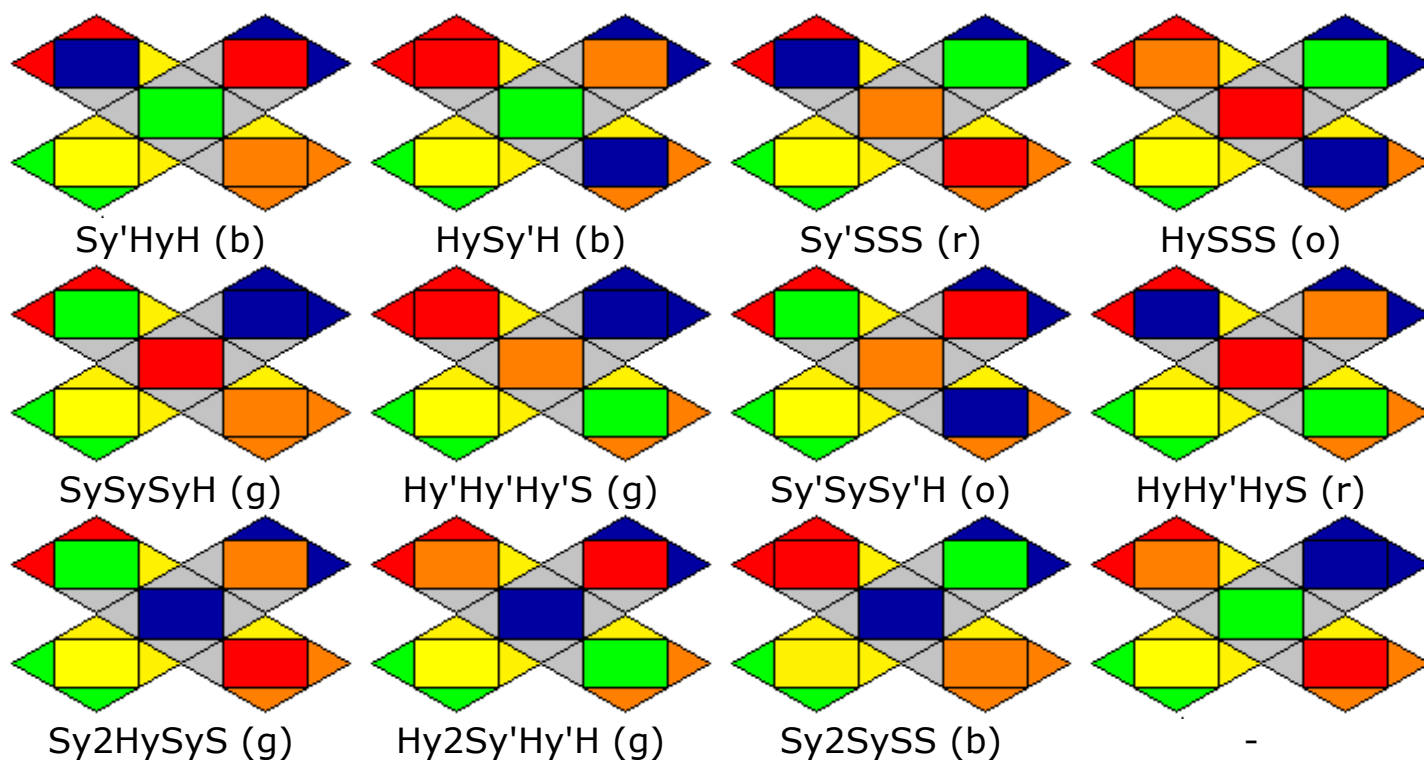 Sy'HyH (b) HySy'H (b) Sy'SSS (r) HySSS (o)
SySySyH (g) Hy'Hy'Hy'S (g) Sy'SySy'H (o) HyHy'HyS (r)
Sy2HySyS (g) Hy2Sy'Hy'H (g) Sy2SySS (b) -